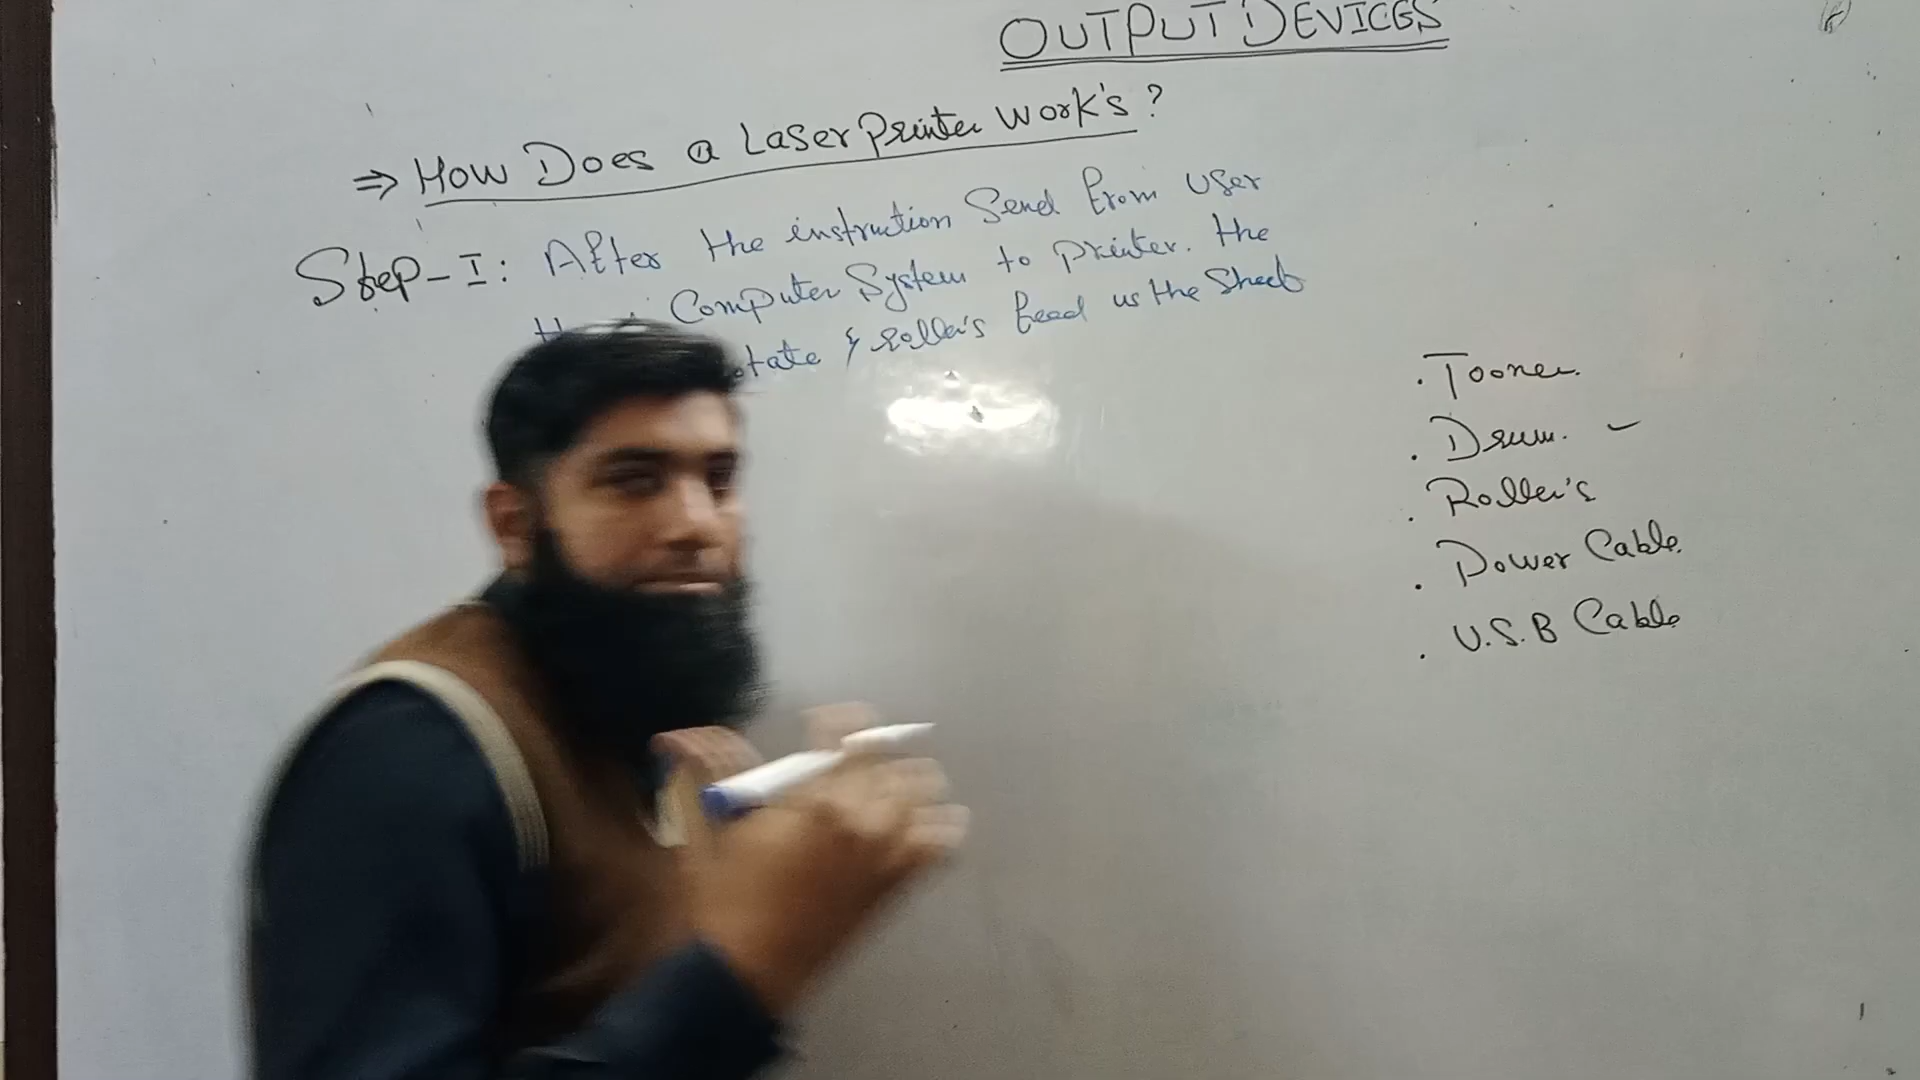 OUTPUT DEVICES
⇒ How Does a Laser Printer Work's?
Step-I: After the instruction Send from User
Computer System to printer. the
& roller's feed us the Sheet
. Tooner.
. Drum. –
. Roller's
. Power Cable.
. U.S.B Cable